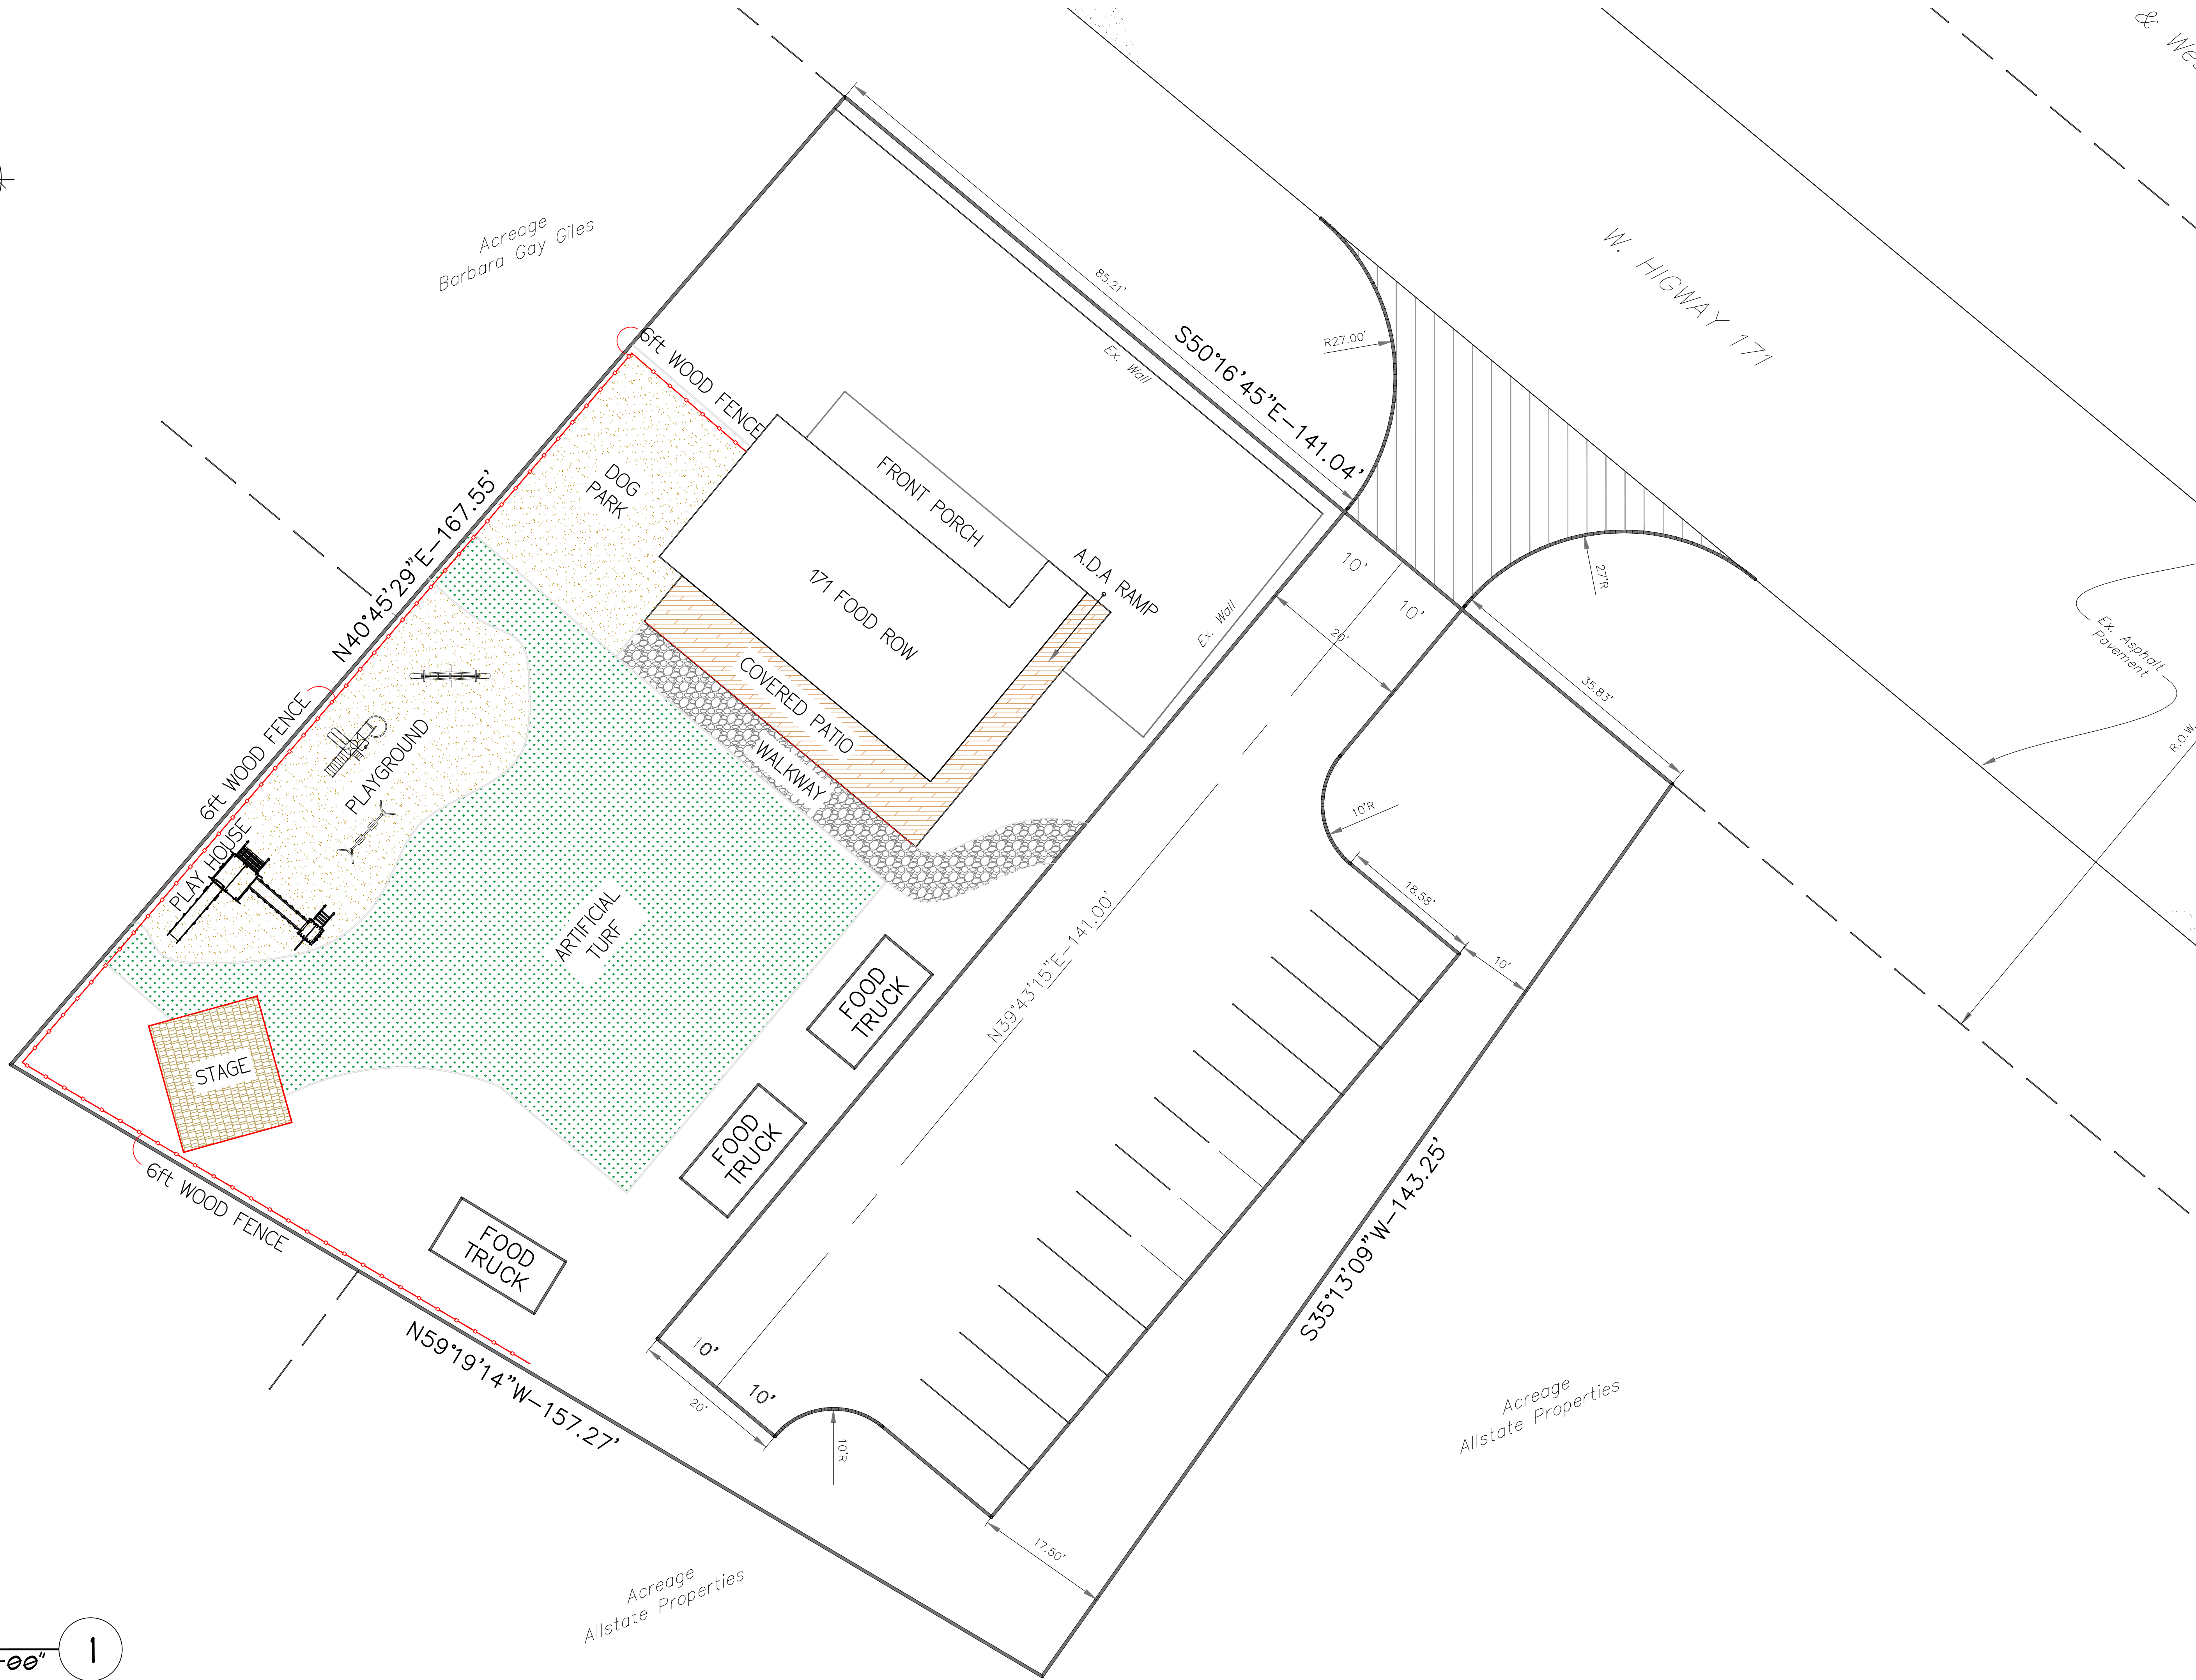 & Wes
W. HIGWAY 171
Acreage
Barbara Gay Giles
85.21'
S50°16'45"E-141.04'
Ex. Wall
R27.00'
6ft WOOD FENCE
DOG
PARK
FRONT PORCH
171 FOOD ROW
A.D.A RAMP
Ex. Wall
10'
10'
20'
27'R
35.83'
Ex. Asphalt
Pavement
R.O.W.
N40°45'29"E-167.55'
COVERED PATIO
WALKWAY
6ft WOOD FENCE
PLAYGROUND
PLAY HOUSE
10'R
18.58'
10'
ARTIFICIAL
TURF
N39°43'15"E-141.00'
FOOD
TRUCK
STAGE
FOOD
TRUCK
6ft WOOD FENCE
FOOD
TRUCK
S35°13'09"W-143.25'
N59°19'14"W-157.27'
10'
10'
20'
10'R
17.50'
Acreage
Allstate Properties
Acreage
Allstate Properties
-00"
1